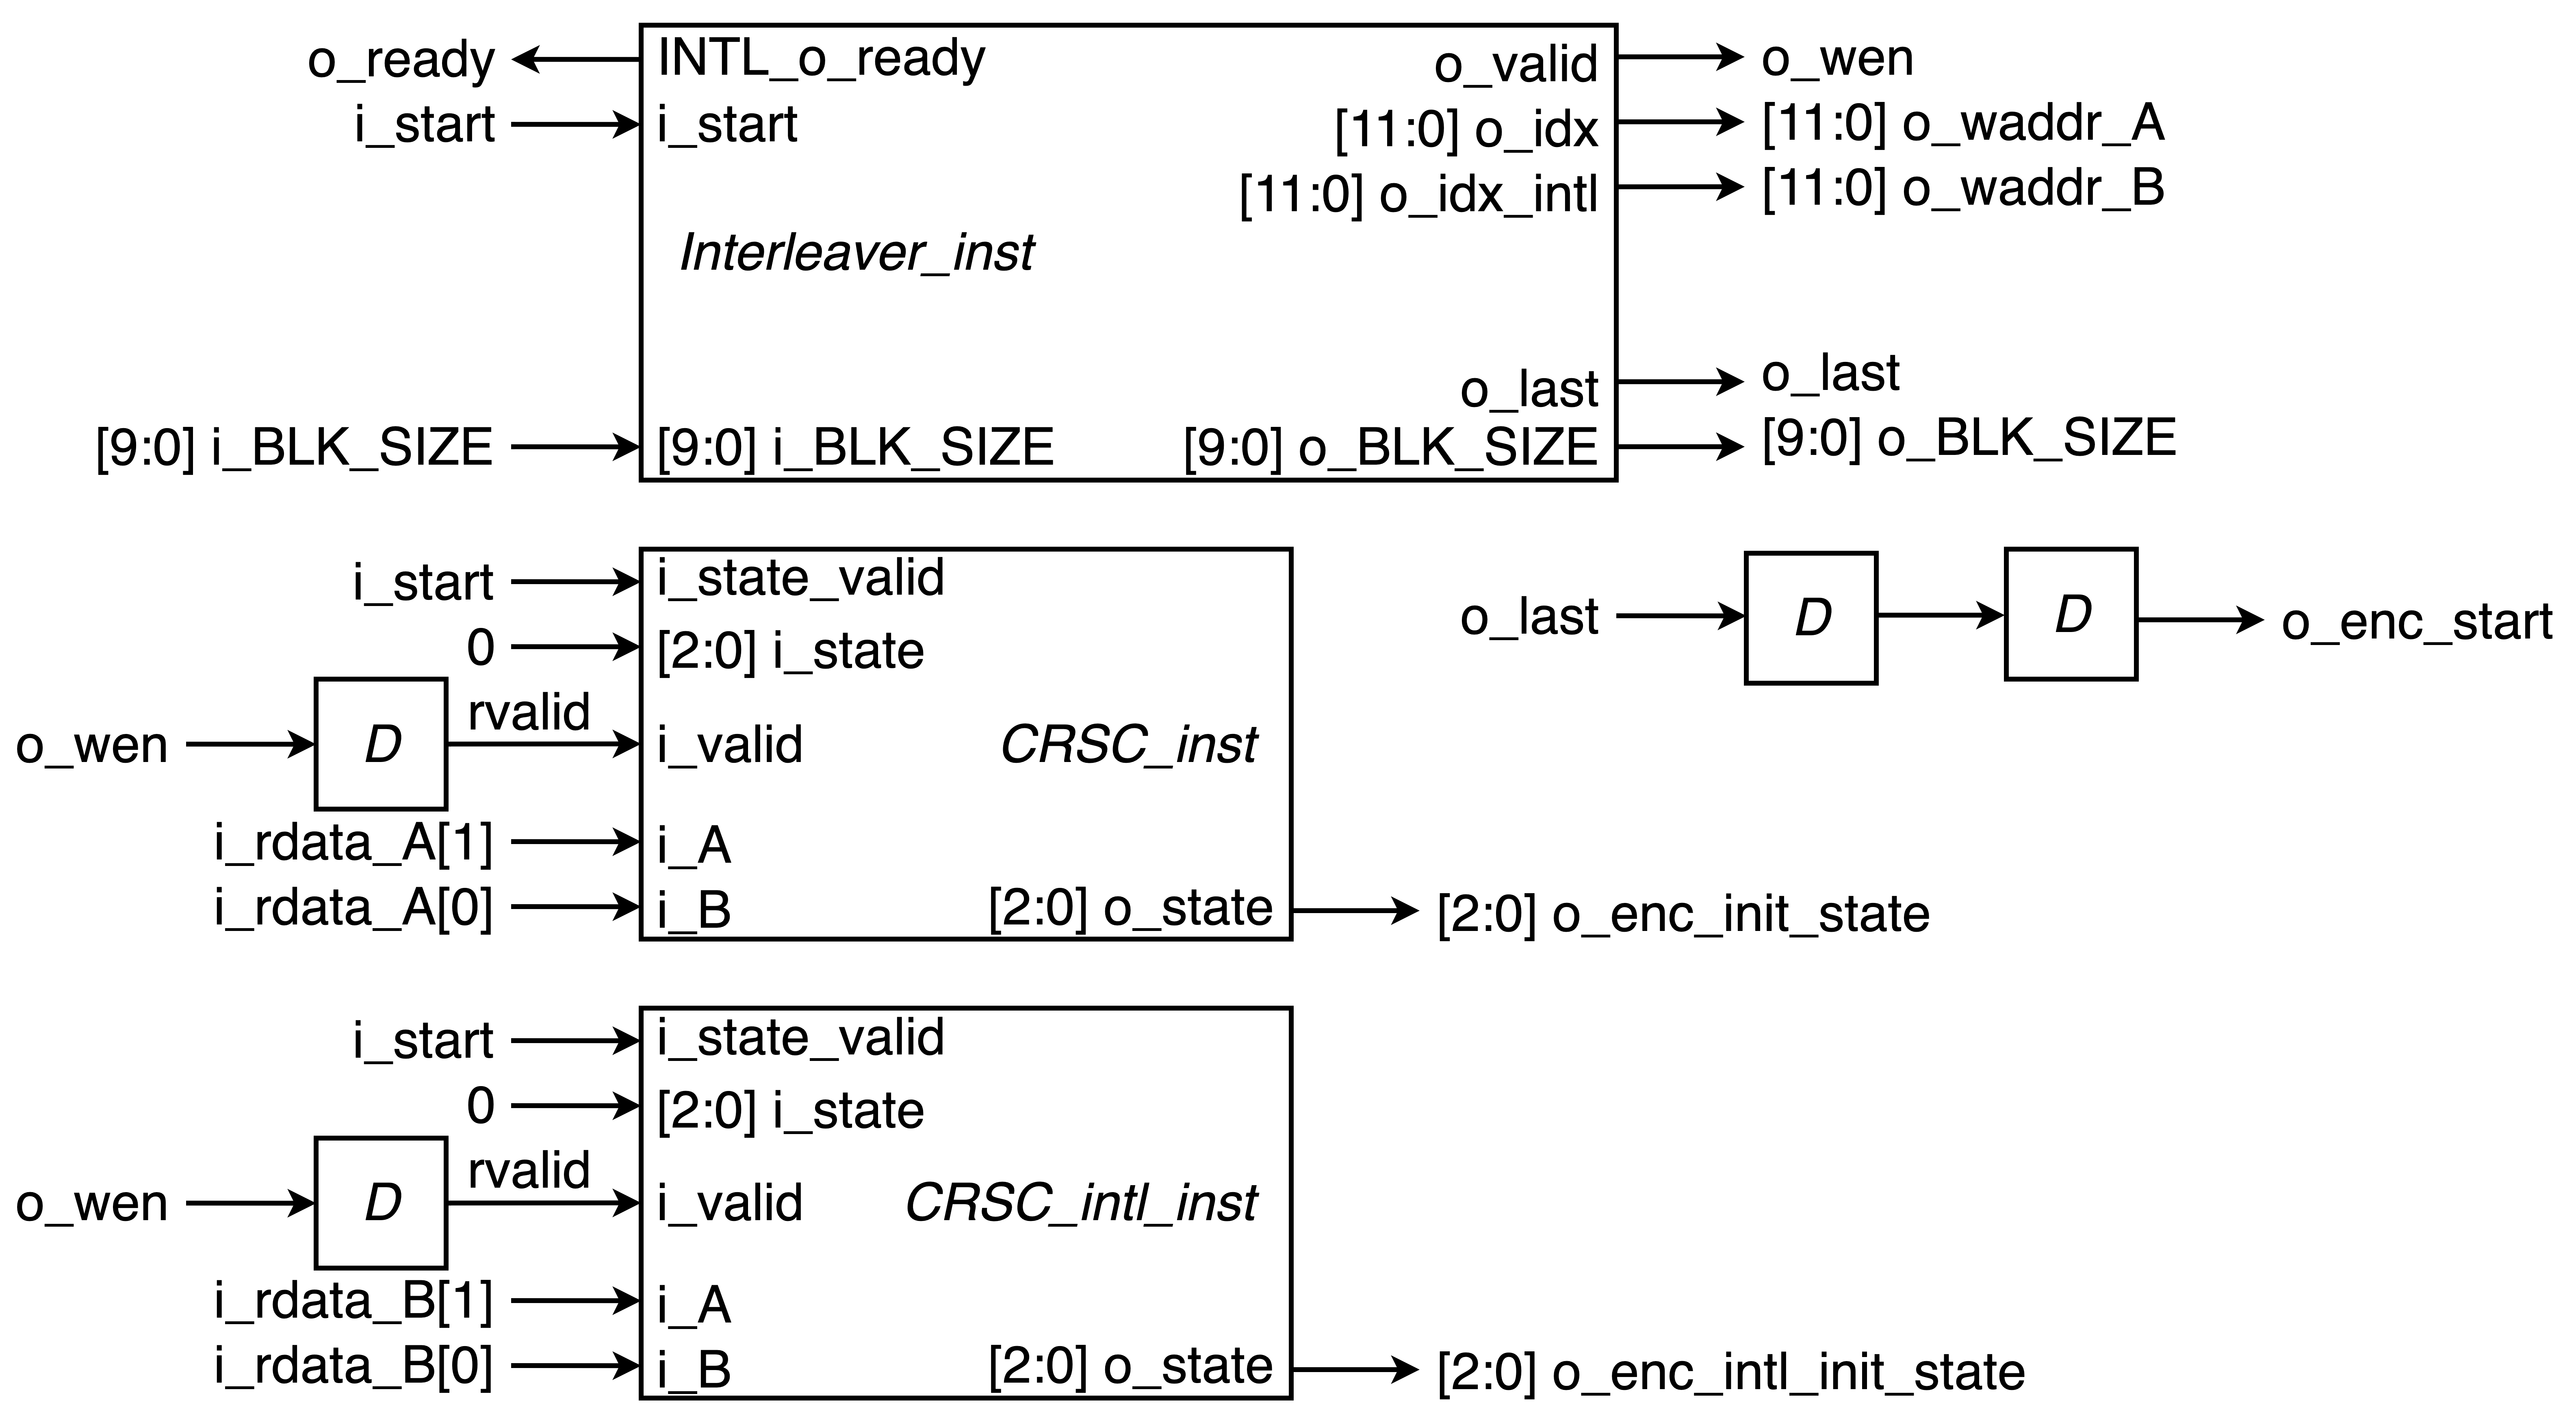 o_ready INTL_o_ready o_valid o_wen
i_start i_start [11:0] o_idx [11:0] o_waddr_A
[11:0] o_idx_intl [11:0] o_waddr_B
Interleaver_inst
o_last o_last
[9:0] i_BLK_SIZE [9:0] i_BLK_SIZE [9:0] o_BLK_SIZE [9:0] o_BLK_SIZE
i_start i_state_valid
o_last D D o_enc_start
0 [2:0] i_state
rvalid
o_wen D i_valid CRSC_inst
i_rdata_A[1] i_A
i_rdata_A[0] i_B [2:0] o_state [2:0] o_enc_init_state
i_start i_state_valid
0 [2:0] i_state
rvalid
o_wen D i_valid CRSC_intl_inst
i_rdata_B[1] i_A
i_rdata_B[0] i_B [2:0] o_state [2:0] o_enc_intl_init_state